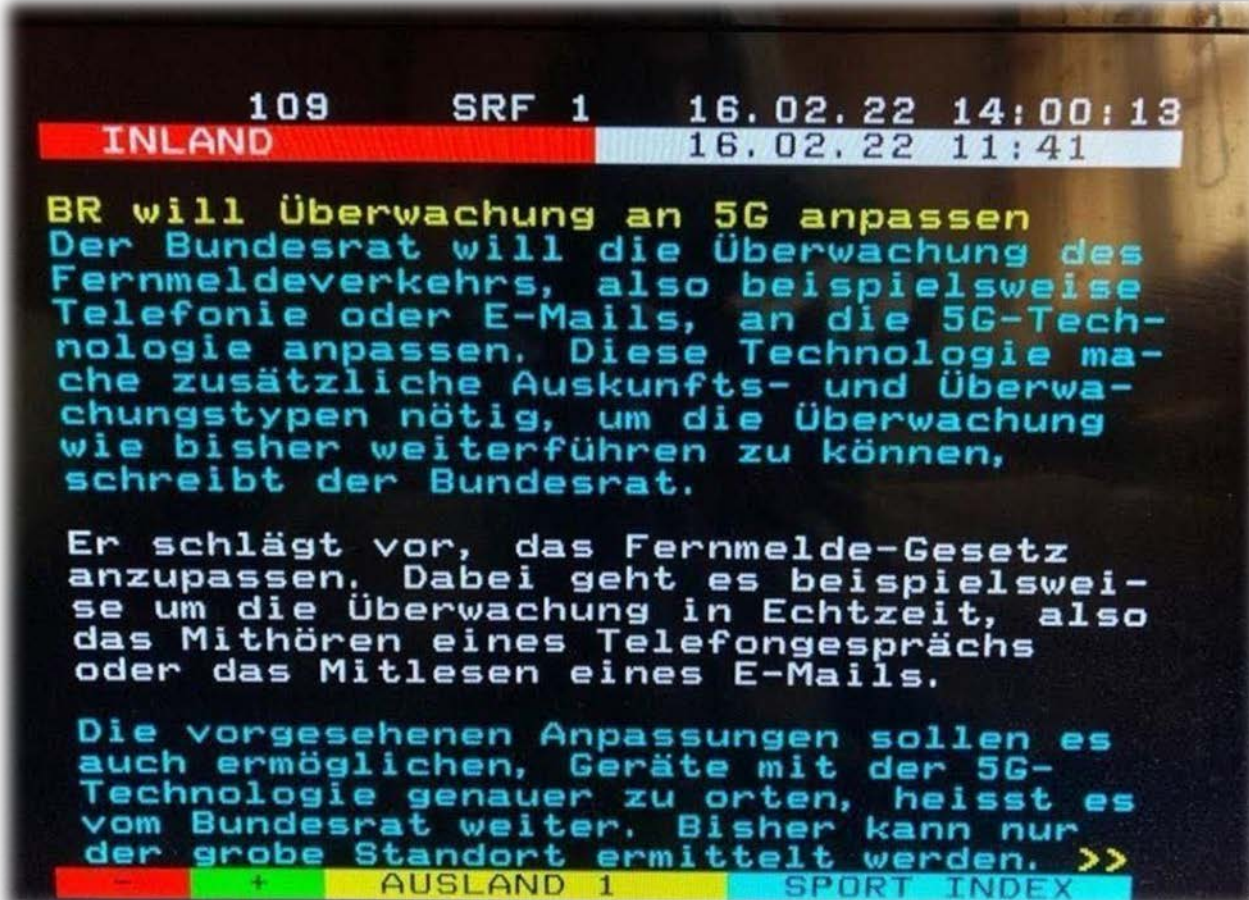 109 SRF 1 16.02.22 14:00:13
INLAND 16.02.22 11:41
BR will Überwachung an 5G anpassen
Der Bundesrat will die Überwachung des
Fernmeldeverkehrs, also beispielsweise
Telefonie oder E-Mails, an die 5G-Tech-
nologie anpassen. Diese Technologie ma-
che zusätzliche Auskunfts- und Überwa-
chungstypen nötig, um die Überwachung
wie bisher weiterführen zu können,
schreibt der Bundesrat.
Er schlägt vor, das Fernmelde-Gesetz
anzupassen. Dabei geht es beispielswei-
se um die Überwachung in Echtzeit, also
das Mithören eines Telefongesprächs
oder das Mitlesen eines E-Mails.
Die vorgesehenen Anpassungen sollen es
auch ermöglichen, Geräte mit der 5G-
Technologie genauer zu orten, heisst es
vom Bundesrat weiter. Bisher kann nur
der grobe Standort ermittelt werden. >>
- + AUSLAND 1 SPORT INDEX